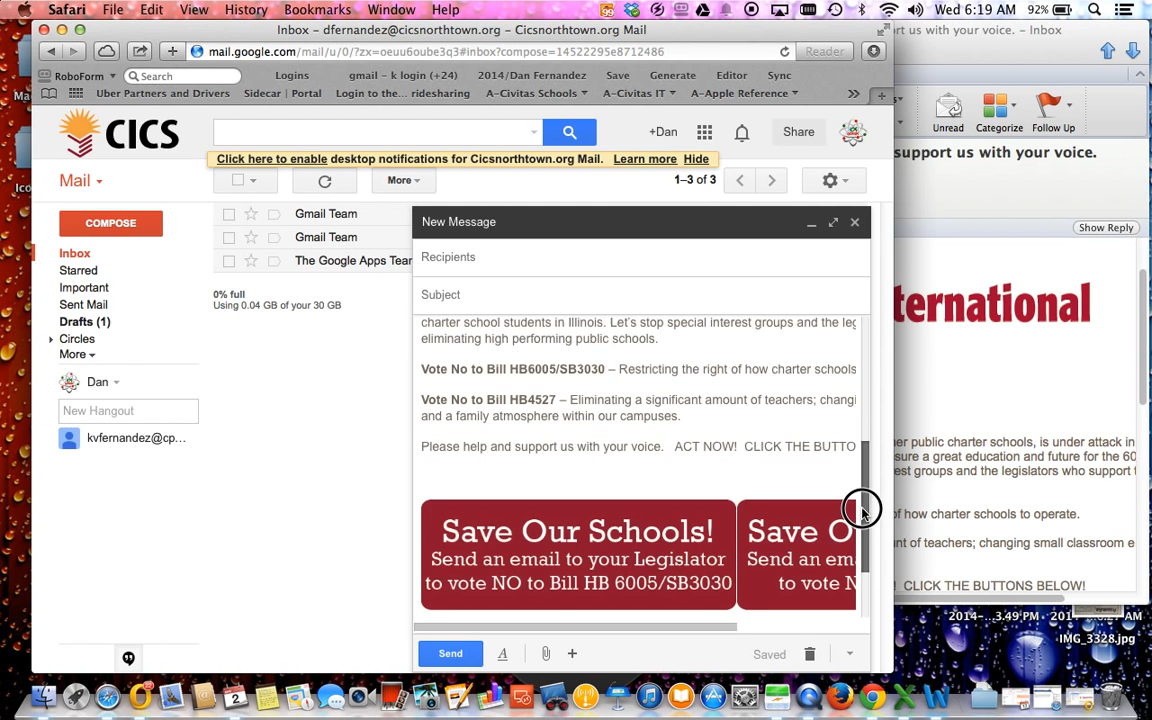 Safari File Edit View History Bookmarks Window Help
Wed 6:19 AM 92%
Inbox - dfernandez@cicsnorthtown.org - Cicsnorthtown.org Mail
mail.google.com/mail/u/0/?zx=oeuu6oube3q3#inbox?compose=14522295e8712486
Reader
RoboForm Search Logins gmail - k login (+24) 2014/Dan Fernandez Save Generate Editor Sync
Uber Partners and Drivers Sidecar | Portal Login to the... ridesharing A-Civitas Schools A-Civitas IT A-Apple Reference
CICS
+Dan Share
Click here to enable desktop notifications for Cicsnorthtown.org Mail. Learn more Hide
Mail
More
1–3 of 3
COMPOSE
Inbox
Starred
Important
Sent Mail
Drafts (1)
Circles
More
Dan
New Hangout
kvfernandez@cp...
Gmail Team
Gmail Team
The Google Apps Tear
0% full
Using 0.04 GB of your 30 GB
New Message
Recipients
Subject
charter school students in Illinois. Let's stop special interest groups and the leg
eliminating high performing public schools.
Vote No to Bill HB6005/SB3030 – Restricting the right of how charter schools
Vote No to Bill HB4527 – Eliminating a significant amount of teachers; changi
and a family atmosphere within our campuses.
Please help and support us with your voice. ACT NOW! CLICK THE BUTTO
Save Our Schools!
Send an email to your Legislator
to vote NO to Bill HB 6005/SB3030
Save O
Send an em
to vote N
Send
Saved
rt us with your voice. – Inbox
Unread Categorize Follow Up
support us with your voice.
Show Reply
ternational
er public charter schools, is under attack in
sure a great education and future for the 60
est groups and the legislators who support t
of how charter schools to operate.
nt of teachers; changing small classroom e
! CLICK THE BUTTONS BELOW!
2014-...3.49 PM
IMG_3328.jpg